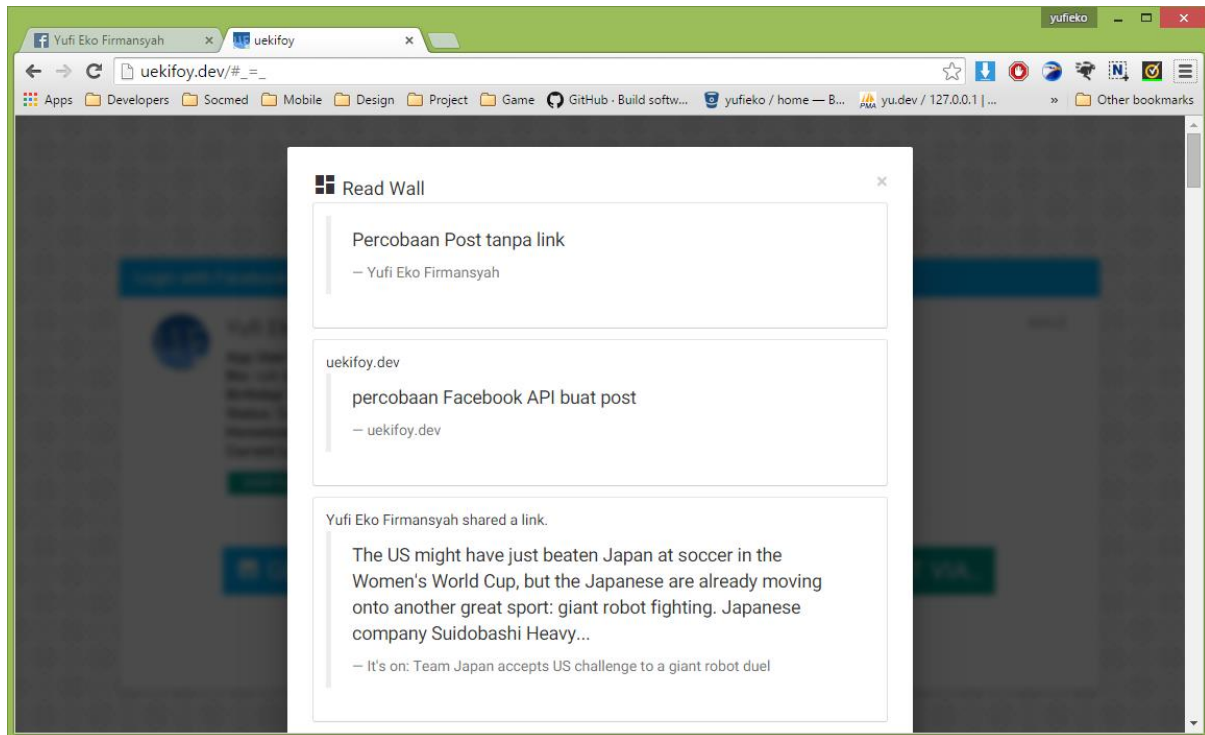 yufieko
Yufi Eko Firmansyah
uekifoy
uekifoy.dev/#_=_
Apps Developers Socmed Mobile Design Project Game GitHub · Build softw... yufieko / home — B... PMA yu.dev / 127.0.0.1 | ... » Other bookmarks
Read Wall ×
Percobaan Post tanpa link
— Yufi Eko Firmansyah
uekifoy.dev
percobaan Facebook API buat post
— uekifoy.dev
Yufi Eko Firmansyah shared a link.
The US might have just beaten Japan at soccer in the
Women's World Cup, but the Japanese are already moving
onto another great sport: giant robot fighting. Japanese
company Suidobashi Heavy...
— It's on: Team Japan accepts US challenge to a giant robot duel